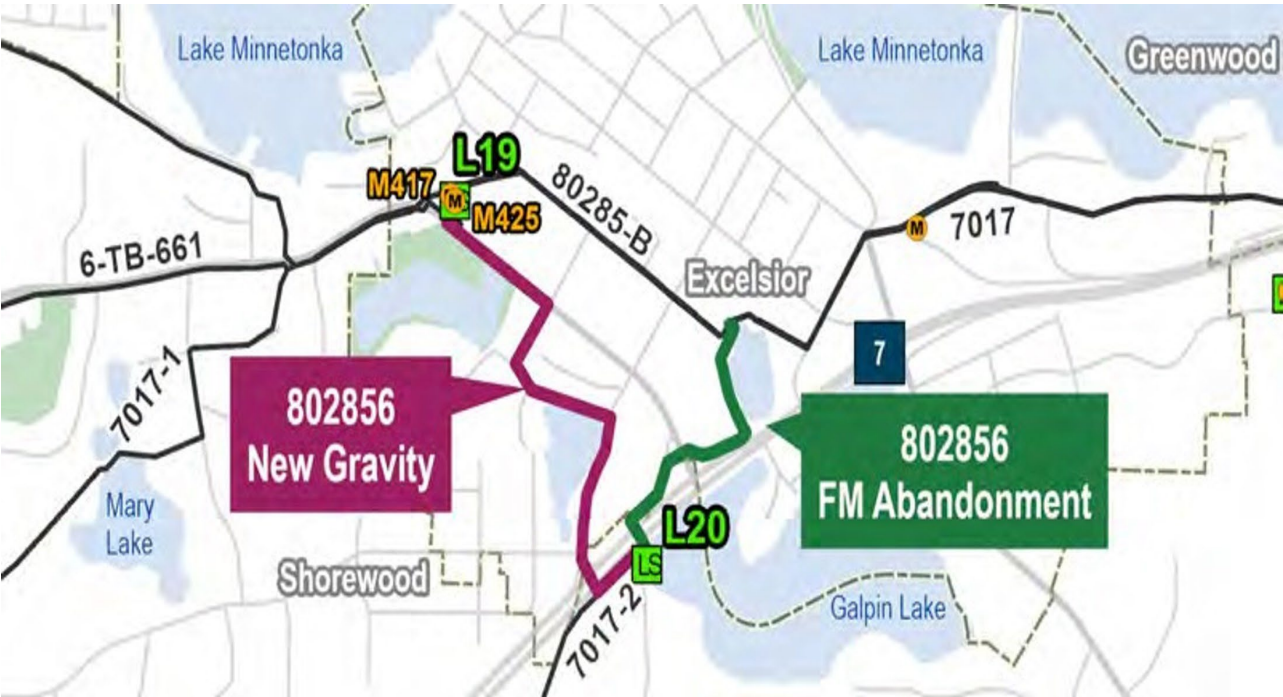 Lake Minnetonka
Lake Minnetonka
Greenwood
L19
M417
M
M425
80285-B
6-TB-661
M
7017
Excelsior
7
7017-1
802856
New Gravity
802856
FM Abandonment
Mary
Lake
L20
LS
Shorewood
7017-2
Galpin Lake